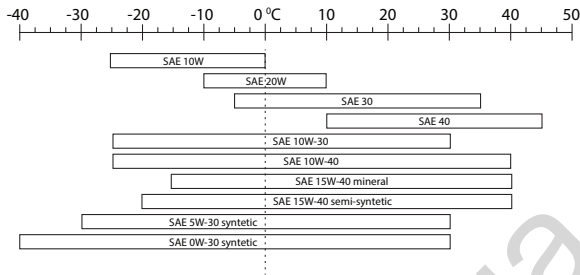 -40 -30 -20 -10 0 °C 10 20 30 40 50
SAE 10W
SAE 20W
SAE 30
SAE 40
SAE 10W-30
SAE 10W-40
SAE 15W-40 mineral
SAE 15W-40 semi-syntetic
SAE 5W-30 syntetic
SAE 0W-30 syntetic